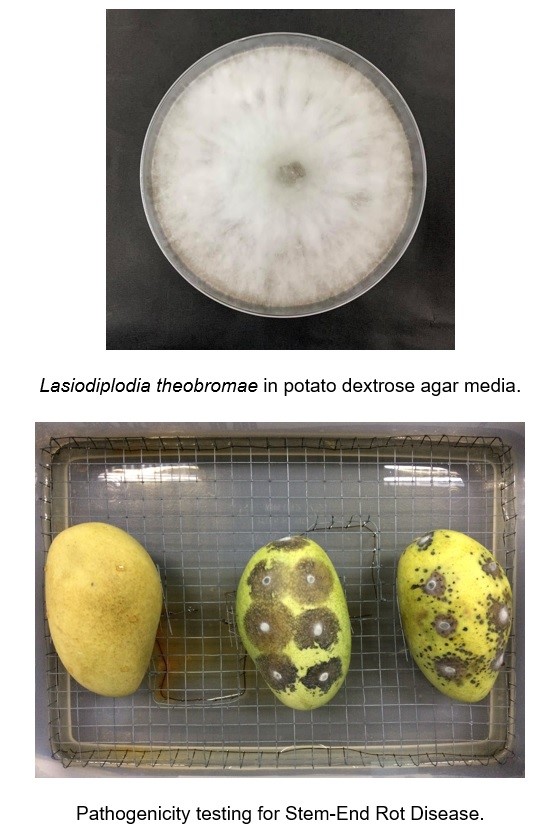 Lasiodiplodia theobromae in potato dextrose agar media.
Pathogenicity testing for Stem-End Rot Disease.